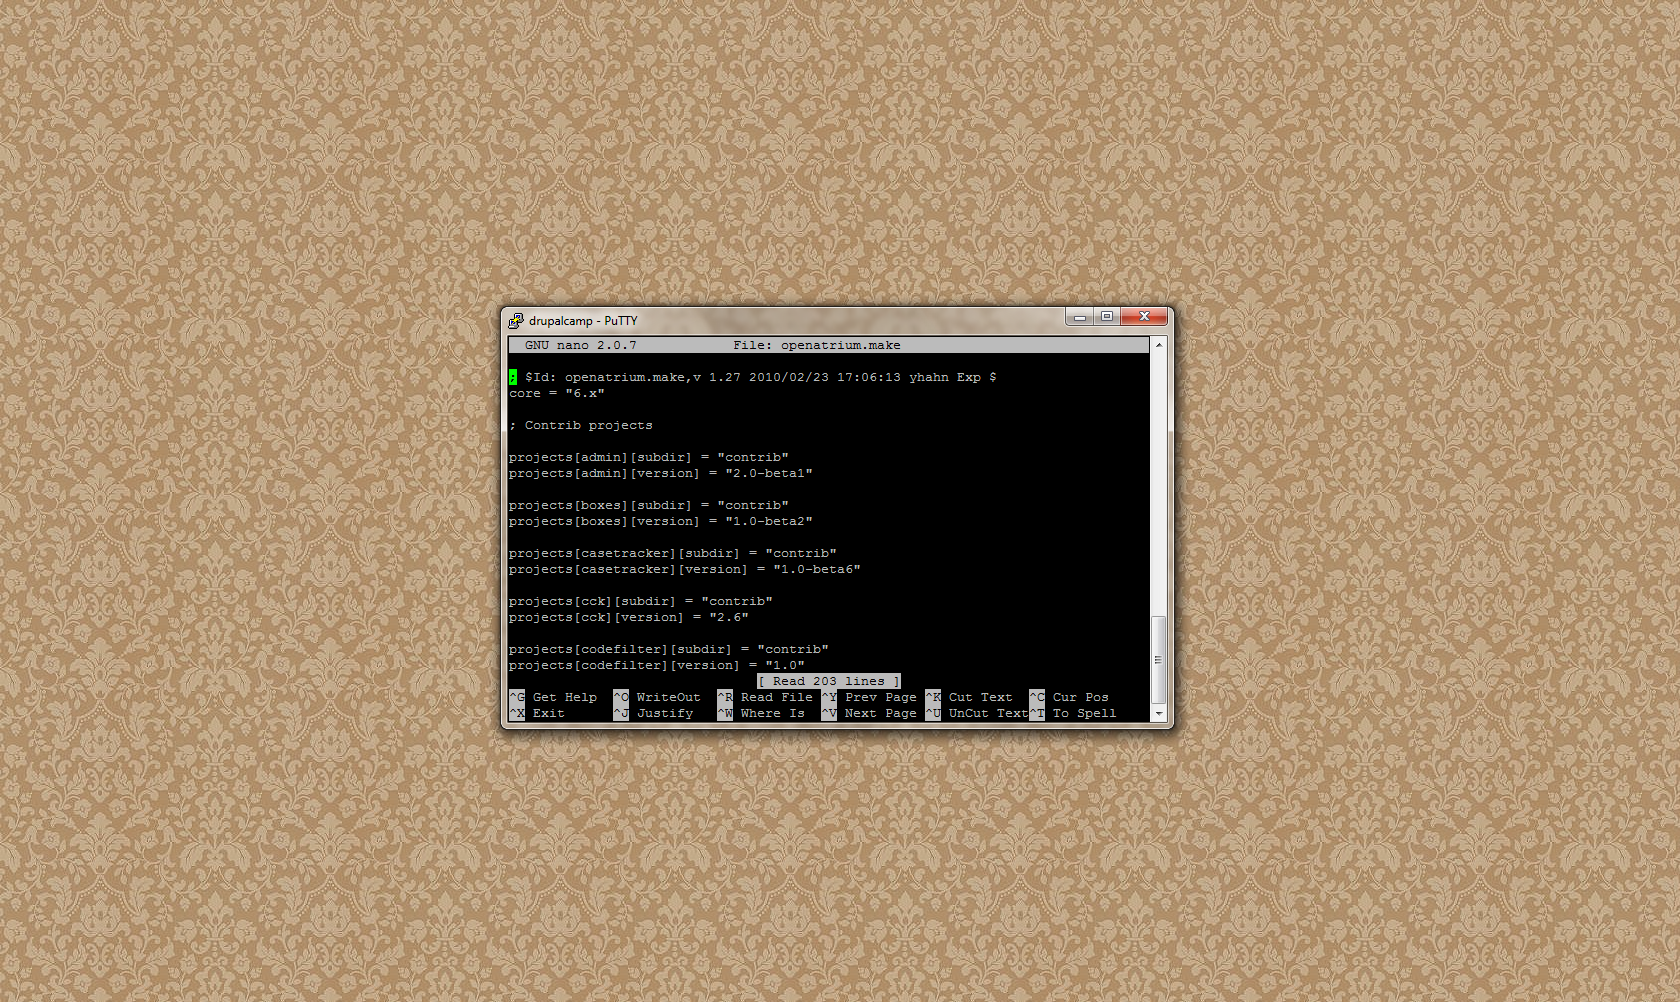 drupalcamp - PuTTY
GNU nano 2.0.7 File: openatrium.make
; $Id: openatrium.make,v 1.27 2010/02/23 17:06:13 yhahn Exp $
core = "6.x"
; Contrib projects
projects[admin][subdir] = "contrib"
projects[admin][version] = "2.0-beta1"
projects[boxes][subdir] = "contrib"
projects[boxes][version] = "1.0-beta2"
projects[casetracker][subdir] = "contrib"
projects[casetracker][version] = "1.0-beta6"
projects[cck][subdir] = "contrib"
projects[cck][version] = "2.6"
projects[codefilter][subdir] = "contrib"
projects[codefilter][version] = "1.0"
[ Read 203 lines ]
^G Get Help ^O WriteOut ^R Read File ^Y Prev Page ^K Cut Text ^C Cur Pos
^X Exit ^J Justify ^W Where Is ^V Next Page ^U UnCut Text^T To Spell